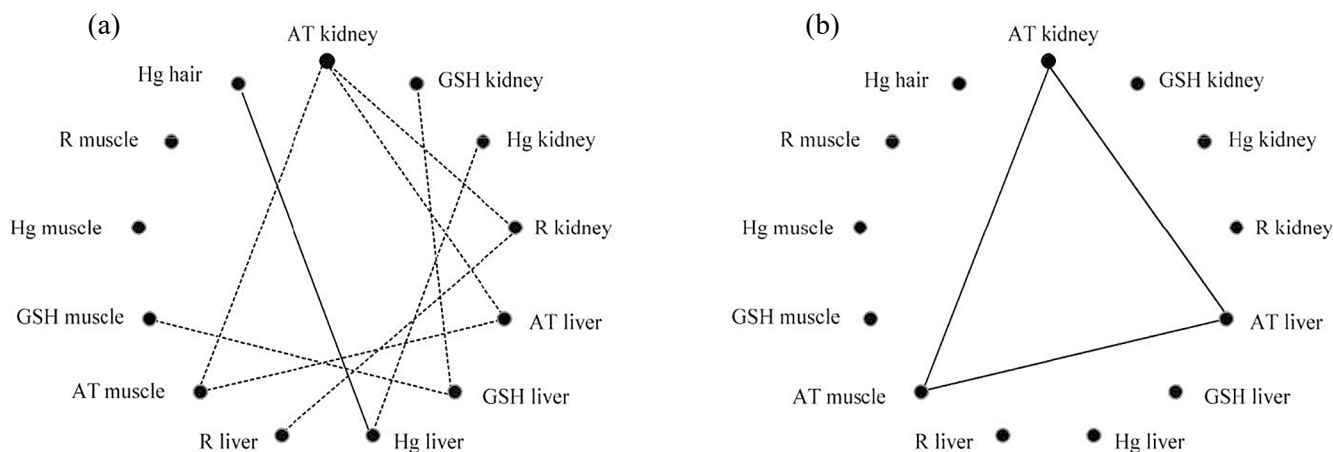 (a)
AT kidney
Hg hair
GSH kidney
R muscle
Hg kidney
Hg muscle
R kidney
GSH muscle
AT liver
AT muscle
GSH liver
R liver
Hg liver
(b)
AT kidney
Hg hair
GSH kidney
R muscle
Hg kidney
Hg muscle
R kidney
GSH muscle
AT liver
AT muscle
GSH liver
R liver
Hg liver